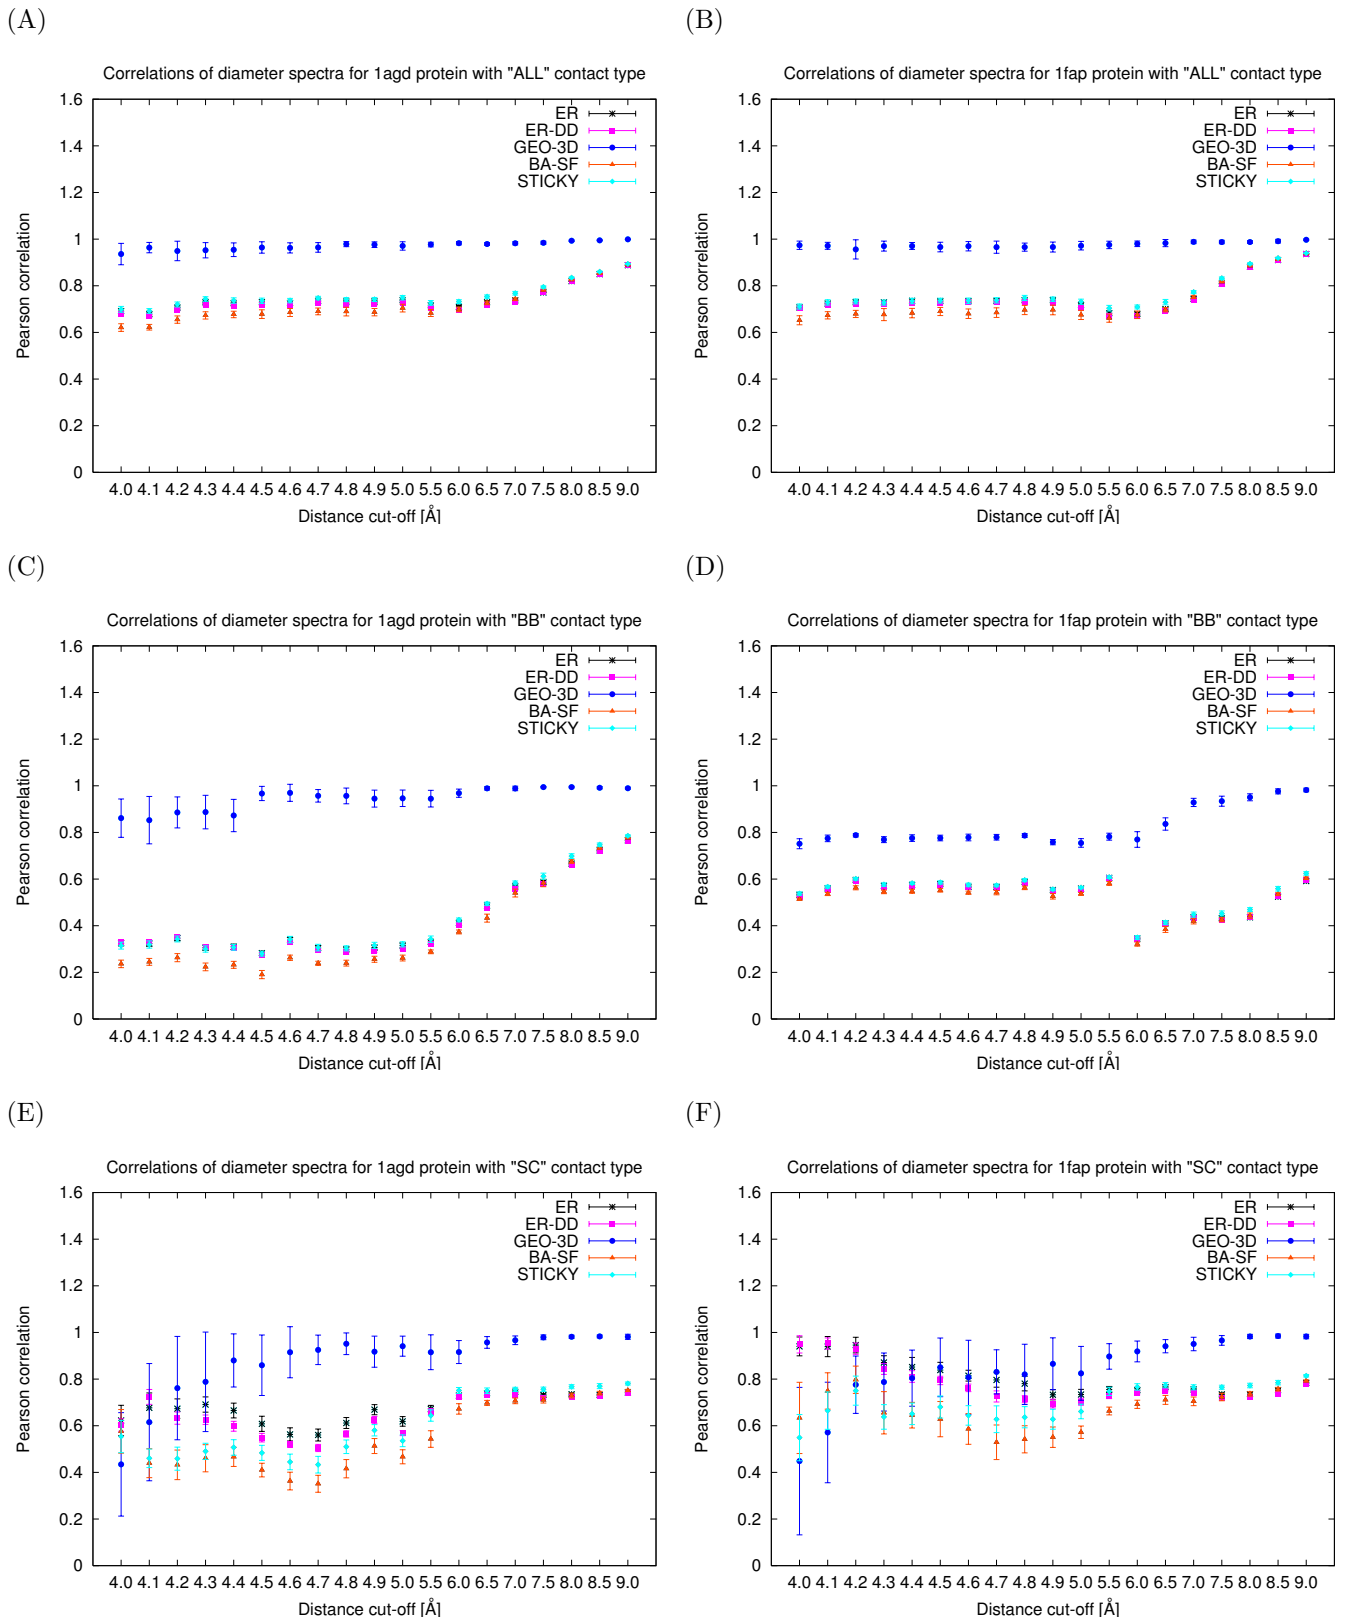 (A)
Correlations of diameter spectra for 1agd protein with "ALL" contact type
1.6
1.4
1.2
1
0.8
0.6
0.4
0.2
0
Pearson correlation
ER
ER-DD
GEO-3D
BA-SF
STICKY
4.0 4.1 4.2 4.3 4.4 4.5 4.6 4.7 4.8 4.9 5.0 5.5 6.0 6.5 7.0 7.5 8.0 8.5 9.0
Distance cut-off [Å]
(B)
Correlations of diameter spectra for 1fap protein with "ALL" contact type
1.6
1.4
1.2
1
0.8
0.6
0.4
0.2
0
Pearson correlation
ER
ER-DD
GEO-3D
BA-SF
STICKY
4.0 4.1 4.2 4.3 4.4 4.5 4.6 4.7 4.8 4.9 5.0 5.5 6.0 6.5 7.0 7.5 8.0 8.5 9.0
Distance cut-off [Å]
(C)
Correlations of diameter spectra for 1agd protein with "BB" contact type
1.6
1.4
1.2
1
0.8
0.6
0.4
0.2
0
Pearson correlation
ER
ER-DD
GEO-3D
BA-SF
STICKY
4.0 4.1 4.2 4.3 4.4 4.5 4.6 4.7 4.8 4.9 5.0 5.5 6.0 6.5 7.0 7.5 8.0 8.5 9.0
Distance cut-off [Å]
(D)
Correlations of diameter spectra for 1fap protein with "BB" contact type
1.6
1.4
1.2
1
0.8
0.6
0.4
0.2
0
Pearson correlation
ER
ER-DD
GEO-3D
BA-SF
STICKY
4.0 4.1 4.2 4.3 4.4 4.5 4.6 4.7 4.8 4.9 5.0 5.5 6.0 6.5 7.0 7.5 8.0 8.5 9.0
Distance cut-off [Å]
(E)
Correlations of diameter spectra for 1agd protein with "SC" contact type
1.6
1.4
1.2
1
0.8
0.6
0.4
0.2
0
Pearson correlation
ER
ER-DD
GEO-3D
BA-SF
STICKY
4.0 4.1 4.2 4.3 4.4 4.5 4.6 4.7 4.8 4.9 5.0 5.5 6.0 6.5 7.0 7.5 8.0 8.5 9.0
Distance cut-off [Å]
(F)
Correlations of diameter spectra for 1fap protein with "SC" contact type
1.6
1.4
1.2
1
0.8
0.6
0.4
0.2
0
Pearson correlation
ER
ER-DD
GEO-3D
BA-SF
STICKY
4.0 4.1 4.2 4.3 4.4 4.5 4.6 4.7 4.8 4.9 5.0 5.5 6.0 6.5 7.0 7.5 8.0 8.5 9.0
Distance cut-off [Å]